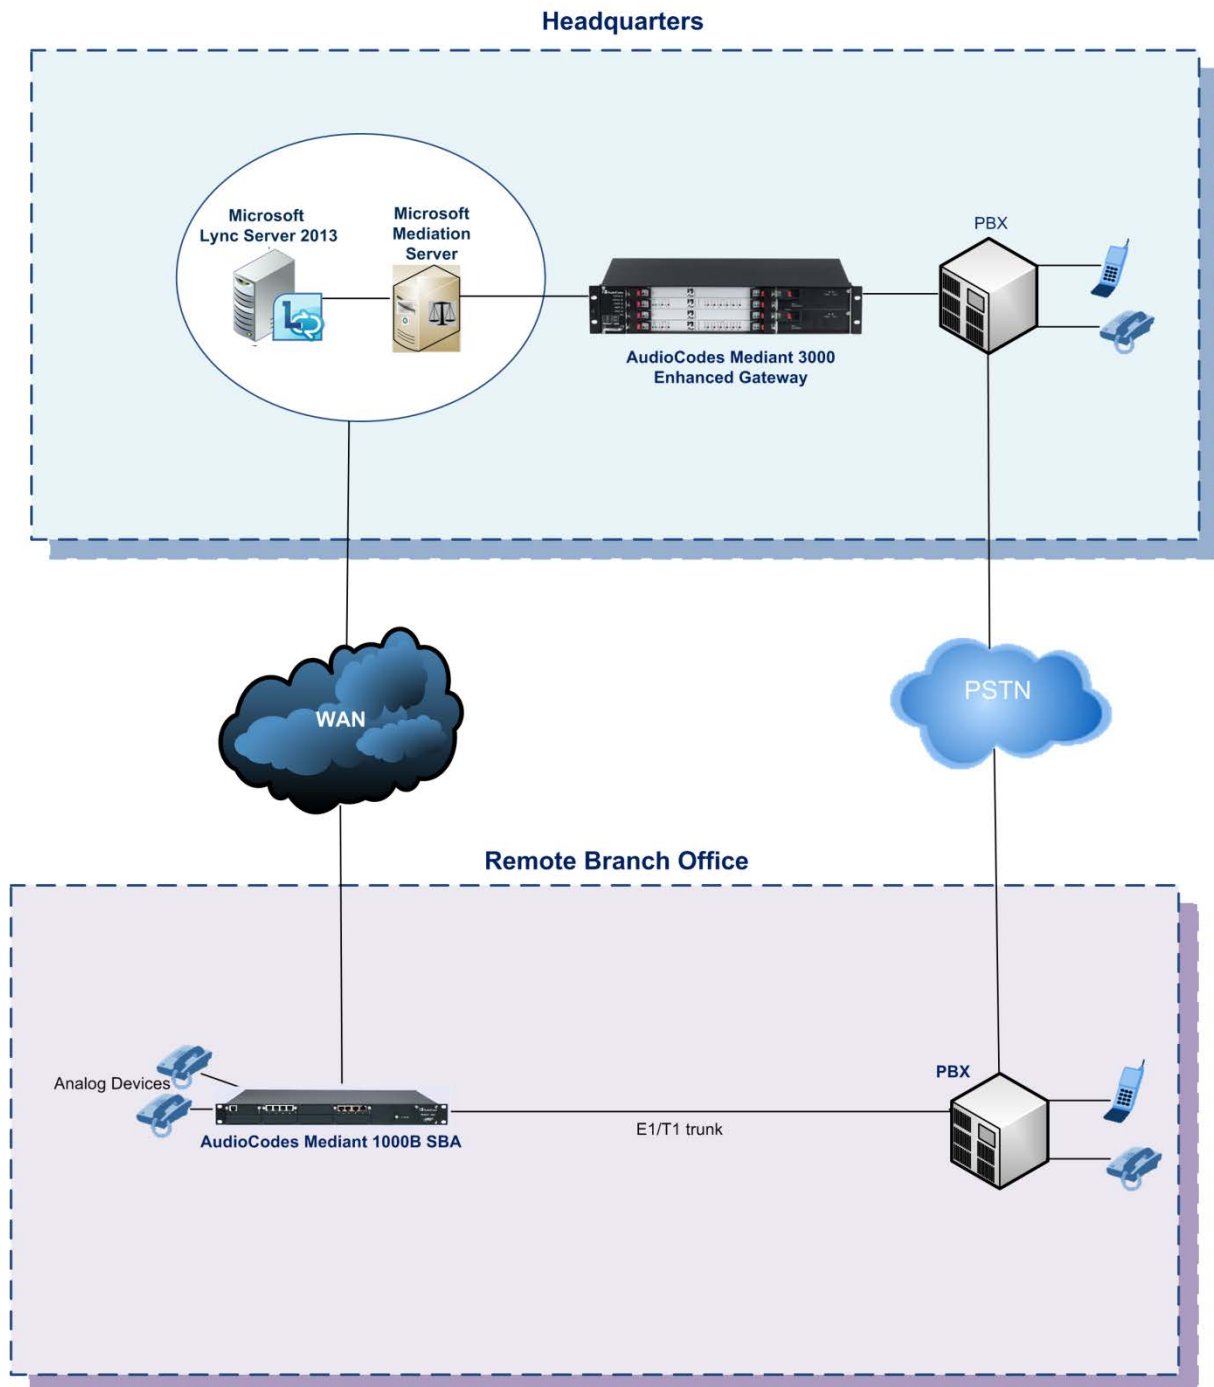 Headquarters
Microsoft
Lync Server 2013
Microsoft
Mediation
Server
PBX
AudioCodes Mediant 3000
Enhanced Gateway
WAN
PSTN
Remote Branch Office
Analog Devices
AudioCodes Mediant 1000B SBA
E1/T1 trunk
PBX